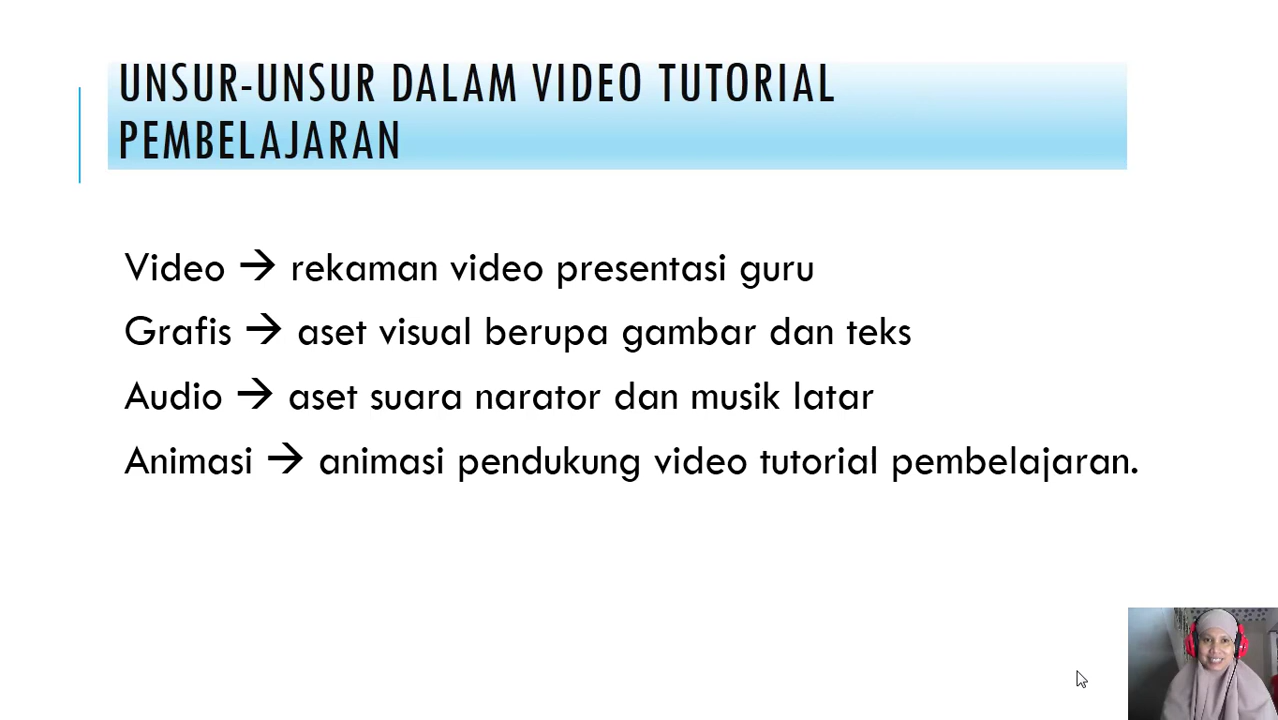 UNSUR-UNSUR DALAM VIDEO TUTORIAL
PEMBELAJARAN
Video → rekaman video presentasi guru
Grafis → aset visual berupa gambar dan teks
Audio → aset suara narator dan musik latar
Animasi → animasi pendukung video tutorial pembelajaran.